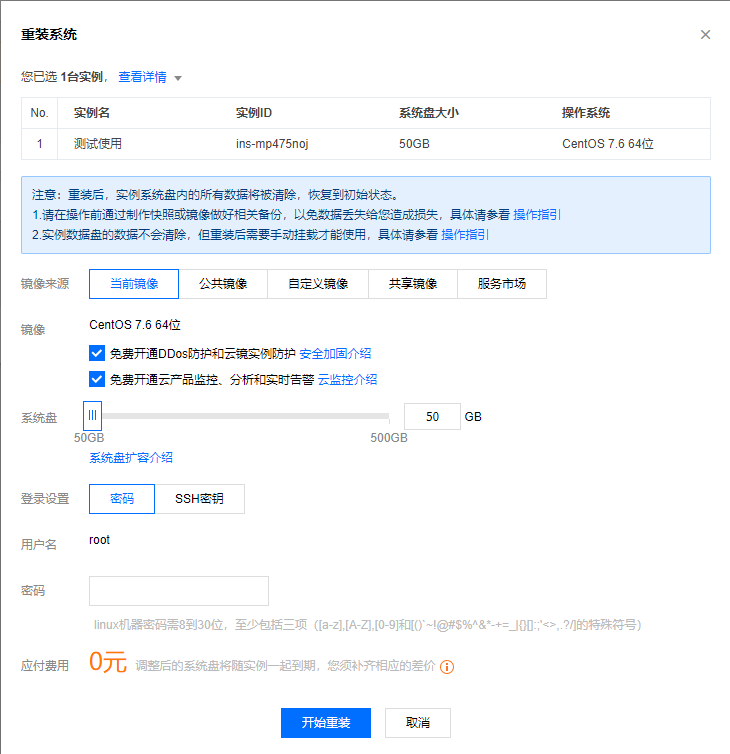 重装系统
您已选 1台实例， 查看详情
No. 实例名 实例ID 系统盘大小 操作系统
1 测试使用 ins-mp475noj 50GB CentOS 7.6 64位
注意：重装后，实例系统盘内的所有数据将被清除，恢复到初始状态。
1.请在操作前通过制作快照或镜像做好相关备份，以免数据丢失给您造成损失，具体请参看 操作指引
2.实例数据盘的数据不会清除，但重装后需要手动挂载才能使用，具体请参看 操作指引
镜像来源 当前镜像 公共镜像 自定义镜像 共享镜像 服务市场
镜像 CentOS 7.6 64位
免费开通DDos防护和云镜实例防护 安全加固介绍
免费开通云产品监控、分析和实时告警 云监控介绍
系统盘 50 GB
50GB 500GB
系统盘扩容介绍
登录设置 密码 SSH密钥
用户名 root
密码
linux机器密码需8到30位，至少包括三项（[a-z],[A-Z],[0-9]和[()`~!@#$%^&*-+=_|{}[]:;'<>,.?/]的特殊符号）
应付费用 0元 调整后的系统盘将随实例一起到期，您须补齐相应的差价
开始重装 取消